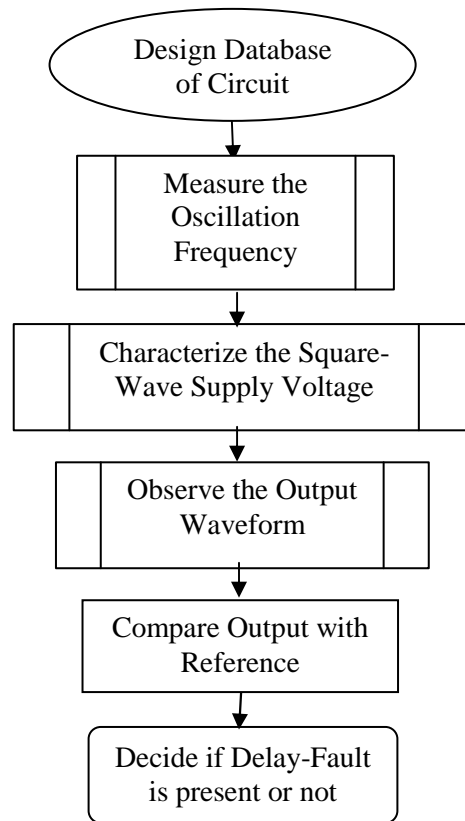 Design Database
of Circuit
Measure the
Oscillation
Frequency
Characterize the Square-
Wave Supply Voltage
Observe the Output
Waveform
Compare Output with
Reference
Decide if Delay-Fault
is present or not